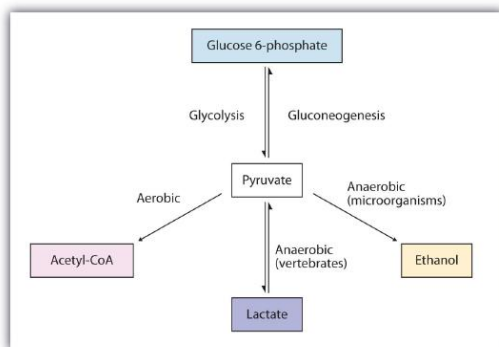 Glucose 6-phosphate
Glycolysis
Gluconeogenesis
Pyruvate
Aerobic
Anaerobic
(microorganisms)
Acetyl-CoA
Anaerobic
(vertebrates)
Ethanol
Lactate